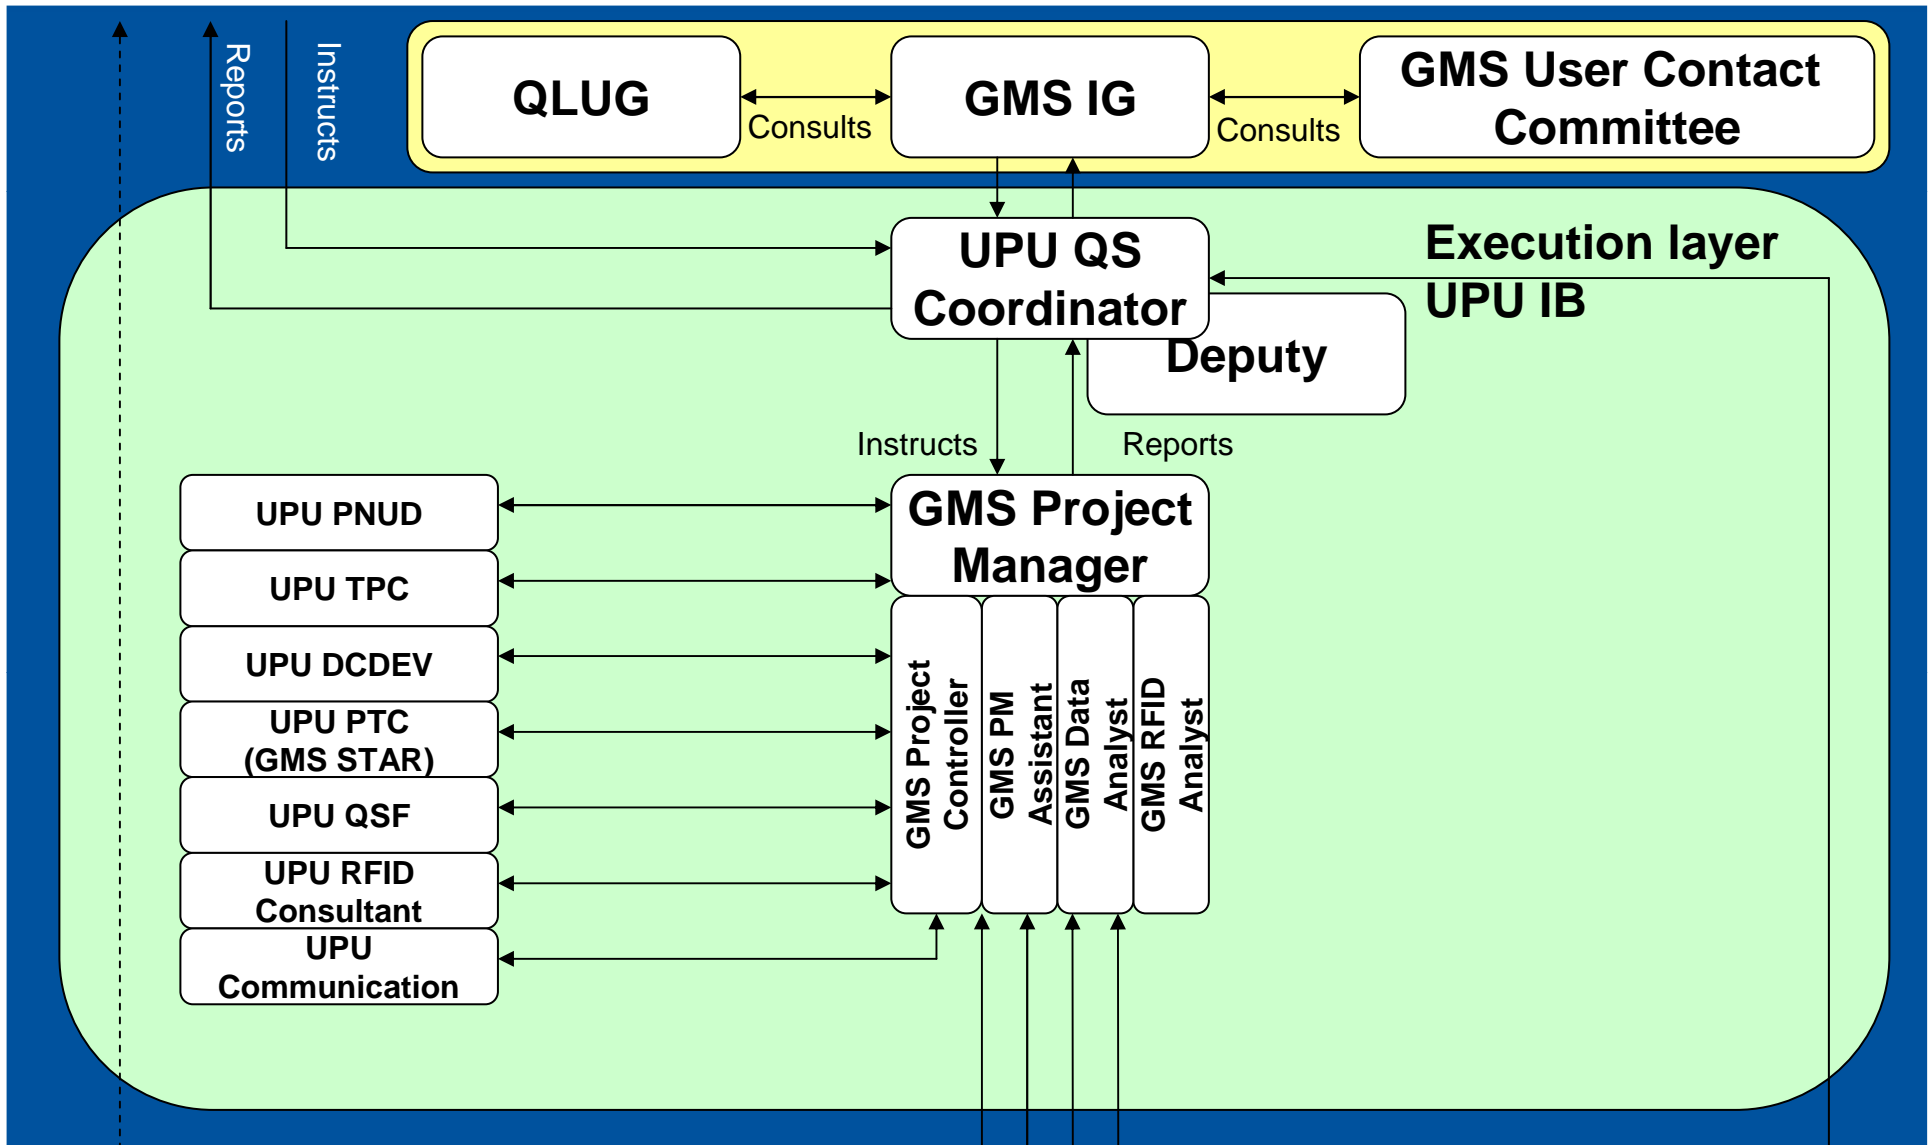 Reports
Instructs
QLUG
Consults
GMS IG
Consults
GMS User Contact
Committee
UPU QS
Coordinator
Deputy
Execution layer
UPU IB
Instructs
Reports
GMS Project
Manager
UPU PNUD
UPU TPC
UPU DCDEV
UPU PTC
(GMS STAR)
UPU QSF
UPU RFID
Consultant
UPU
Communication
GMS Project
Controller
GMS PM
Assistant
GMS Data
Analyst
GMS RFID
Analyst